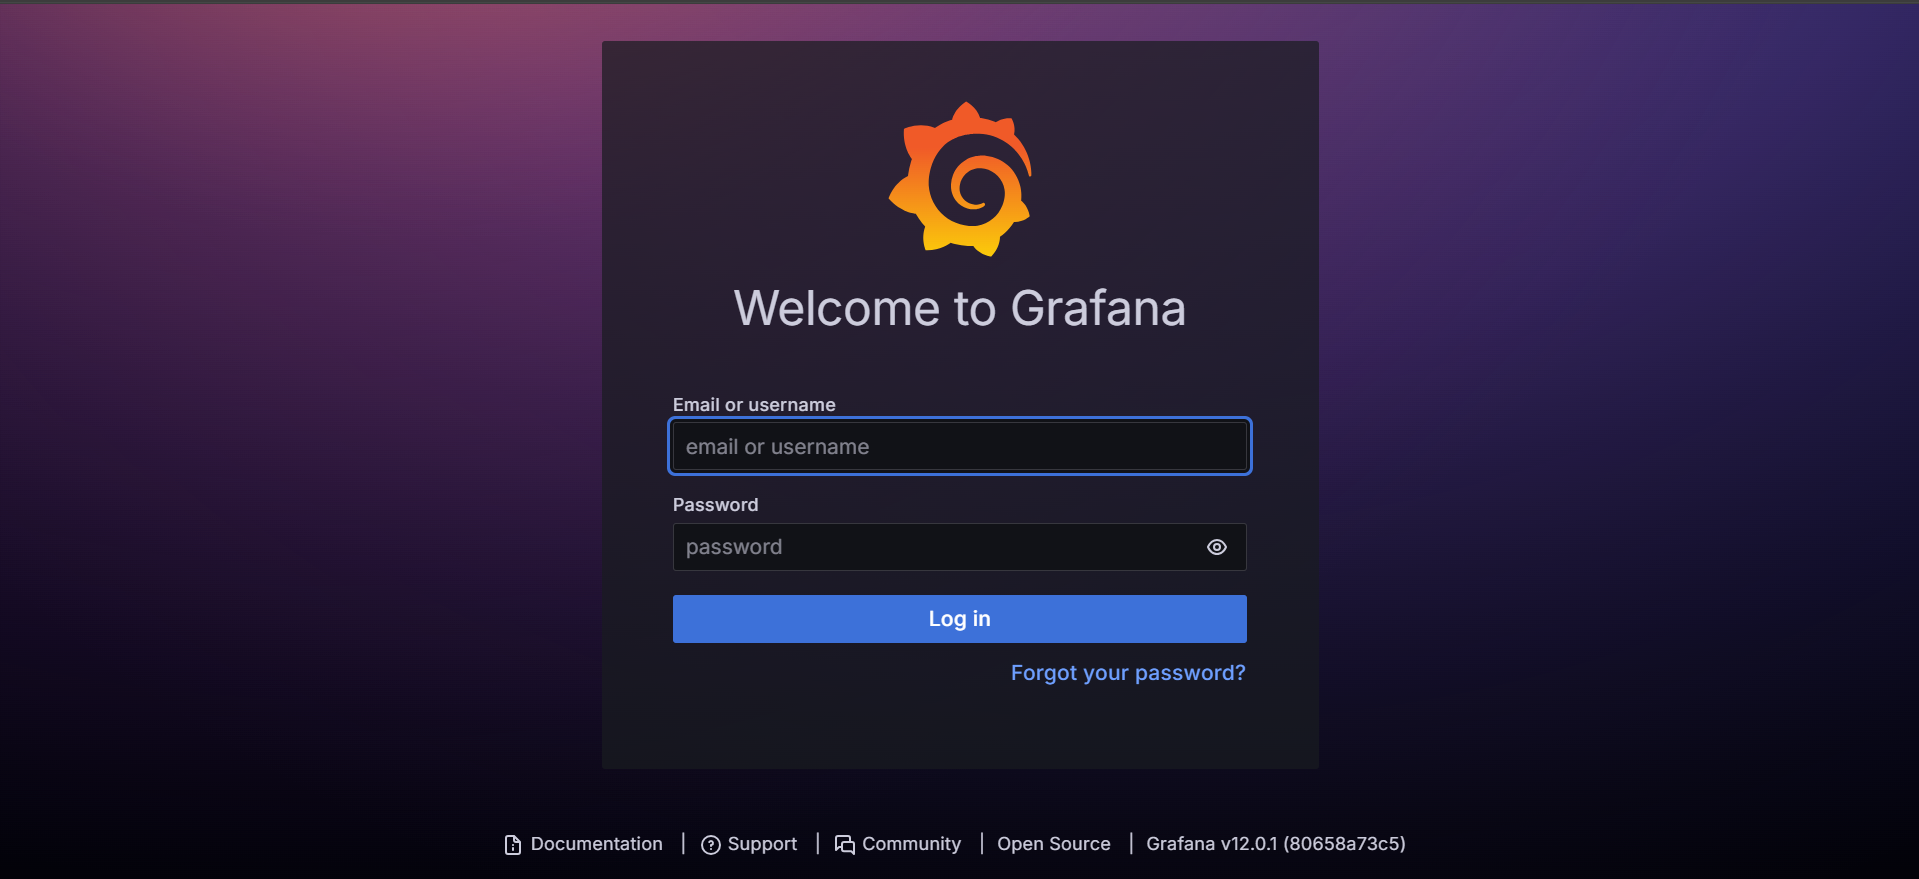 Welcome to Grafana
Email or username
email or username
Password
password
Log in
Forgot your password?
Documentation | Support | Community | Open Source | Grafana v12.0.1 (80658a73c5)